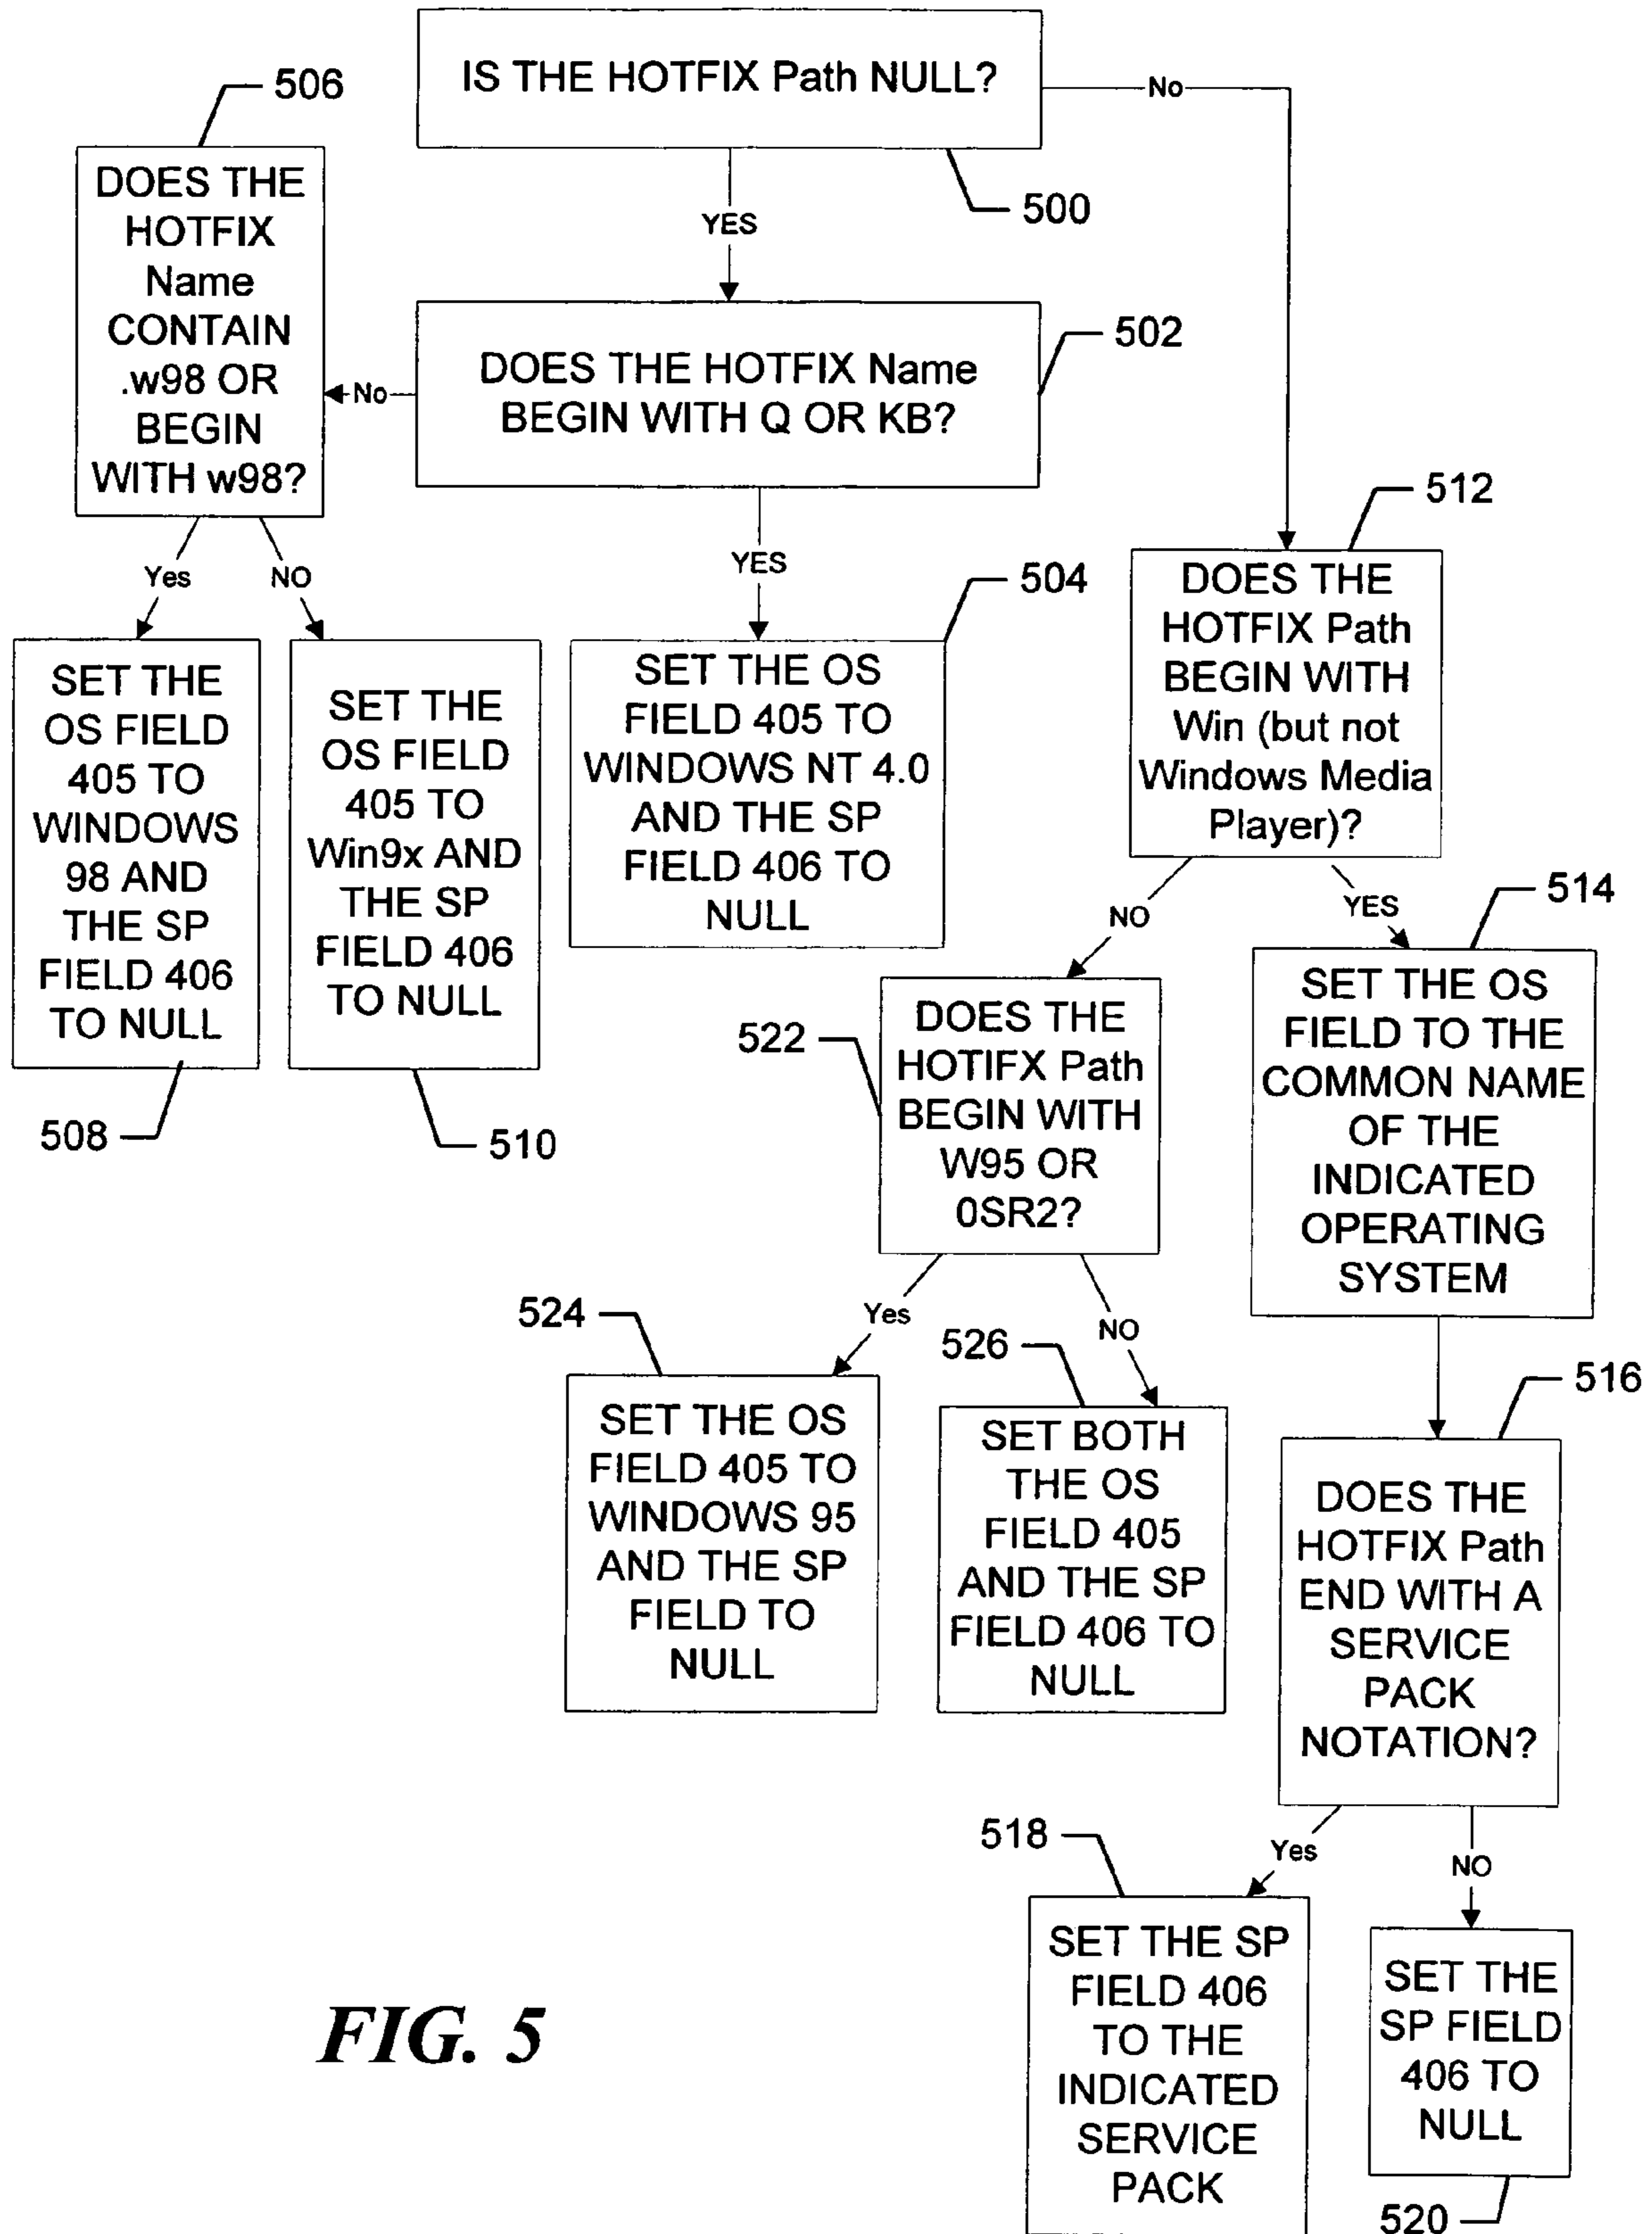 IS THE HOTFIX Path NULL?
No
500
YES
506
DOES THE
HOTFIX
Name
CONTAIN
.w98 OR
BEGIN
WITH w98?
No
DOES THE HOTFIX Name
BEGIN WITH Q OR KB?
502
Yes
NO
YES
SET THE
OS FIELD
405 TO
WINDOWS
98 AND
THE SP
FIELD 406
TO NULL
508
SET THE
OS FIELD
405 TO
Win9x AND
THE SP
FIELD 406
TO NULL
510
SET THE OS
FIELD 405 TO
WINDOWS NT 4.0
AND THE SP
FIELD 406 TO
NULL
504
512
DOES THE
HOTFIX Path
BEGIN WITH
Win (but not
Windows Media
Player)?
NO
YES
522
DOES THE
HOTIFX Path
BEGIN WITH
W95 OR
0SR2?
514
SET THE OS
FIELD TO THE
COMMON NAME
OF THE
INDICATED
OPERATING
SYSTEM
Yes
NO
524
SET THE OS
FIELD 405 TO
WINDOWS 95
AND THE SP
FIELD TO
NULL
526
SET BOTH
THE OS
FIELD 405
AND THE SP
FIELD 406 TO
NULL
516
DOES THE
HOTFIX Path
END WITH A
SERVICE
PACK
NOTATION?
Yes
NO
518
SET THE SP
FIELD 406
TO THE
INDICATED
SERVICE
PACK
SET THE
SP FIELD
406 TO
NULL
520
FIG. 5